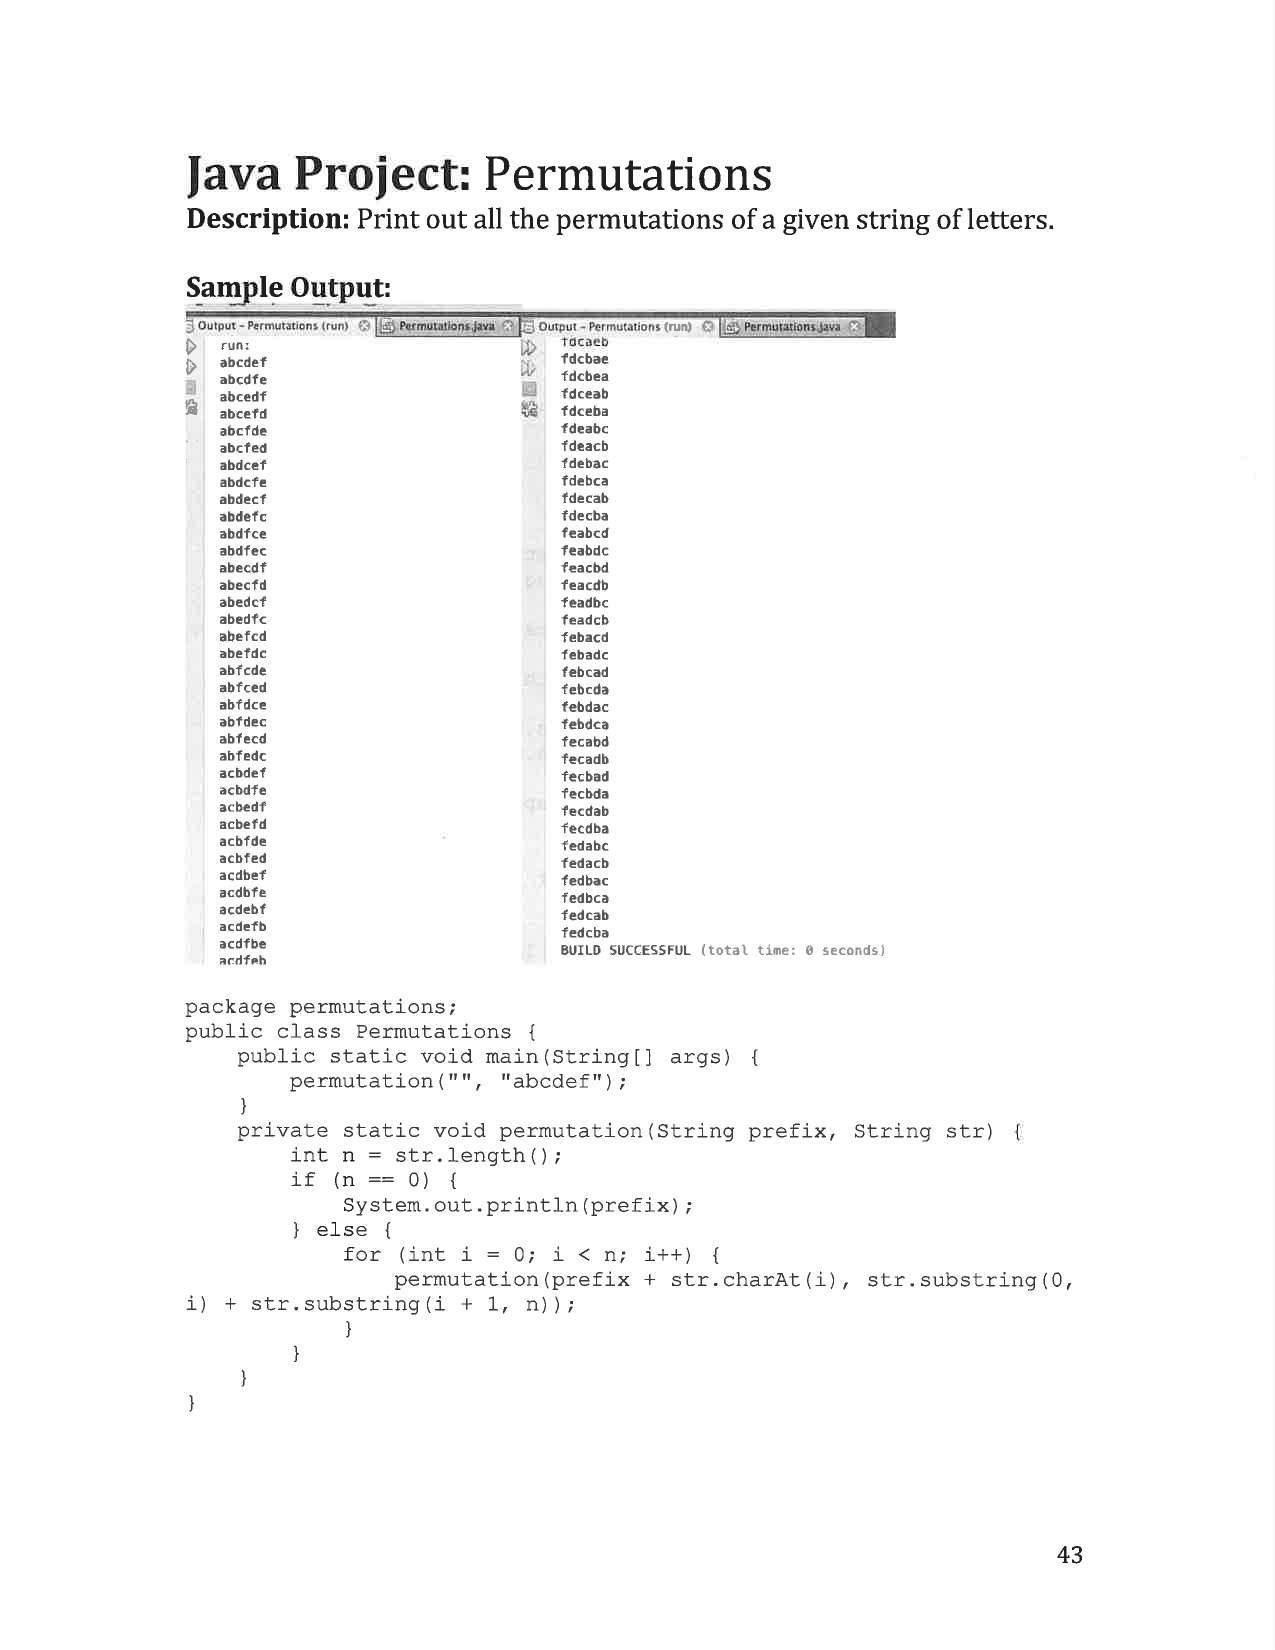 Java Project: Permutations
Description: Print out all the permutations of a given string of letters.
Sample Output:
Output - Permutations (run) Permutations.java
run:
abcdef
abcdfe
abcedf
abcefd
abcfde
abcfed
abdcef
abdcfe
abdecf
abdefc
abdfce
abdfec
abecdf
abecfd
abedcf
abedfc
abefcd
abefdc
abfcde
abfced
abfdce
abfdec
abfecd
abfedc
acbdef
acbdfe
acbedf
acbefd
acbfde
acbfed
acdbef
acdbfe
acdebf
acdefb
acdfbe
acdfeb
Output - Permutations (run) Permutations.java
fdcaeb
fdcbae
fdcbea
fdceab
fdceba
fdeabc
fdeacb
fdebac
fdebca
fdecab
fdecba
feabcd
feabdc
feacbd
feacdb
feadbc
feadcb
febacd
febadc
febcad
febcda
febdac
febdca
fecabd
fecadb
fecbad
fecbda
fecdab
fecdba
fedabc
fedacb
fedbac
fedbca
fedcab
fedcba
BUILD SUCCESSFUL (total time: 0 seconds)
package permutations;
public class Permutations {
    public static void main(String[] args) {
        permutation("", "abcdef");
    }
    private static void permutation(String prefix, String str) {
        int n = str.length();
        if (n == 0) {
            System.out.println(prefix);
        } else {
            for (int i = 0; i < n; i++) {
                permutation(prefix + str.charAt(i), str.substring(0,
i) + str.substring(i + 1, n));
            }
        }
    }
}
43